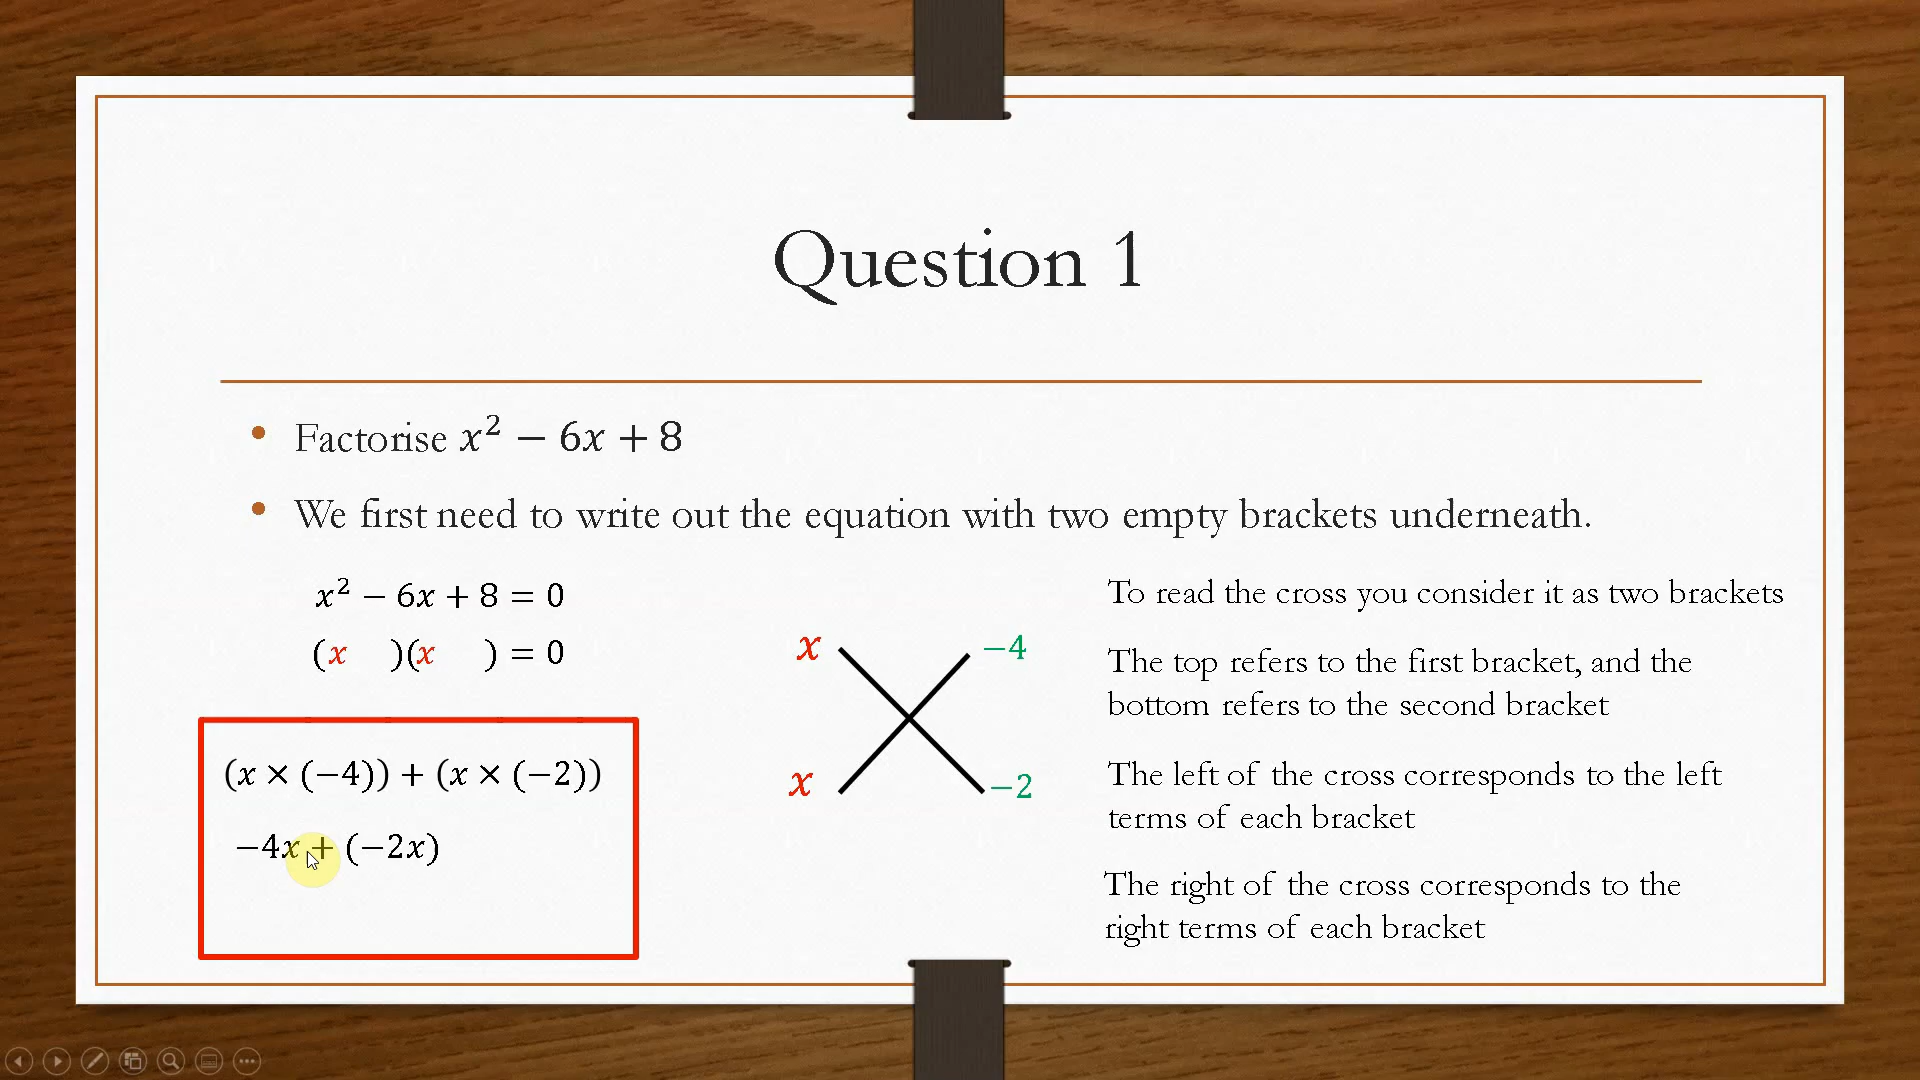 Question 1
• Factorise x² − 6x + 8
• We first need to write out the equation with two empty brackets underneath.
x² − 6x + 8 = 0
(x    )(x    ) = 0
(x × (−4)) + (x × (−2))
−4x + (−2x)
x −4
x −2
To read the cross you consider it as two brackets
The top refers to the first bracket, and the
bottom refers to the second bracket
The left of the cross corresponds to the left
terms of each bracket
The right of the cross corresponds to the
right terms of each bracket